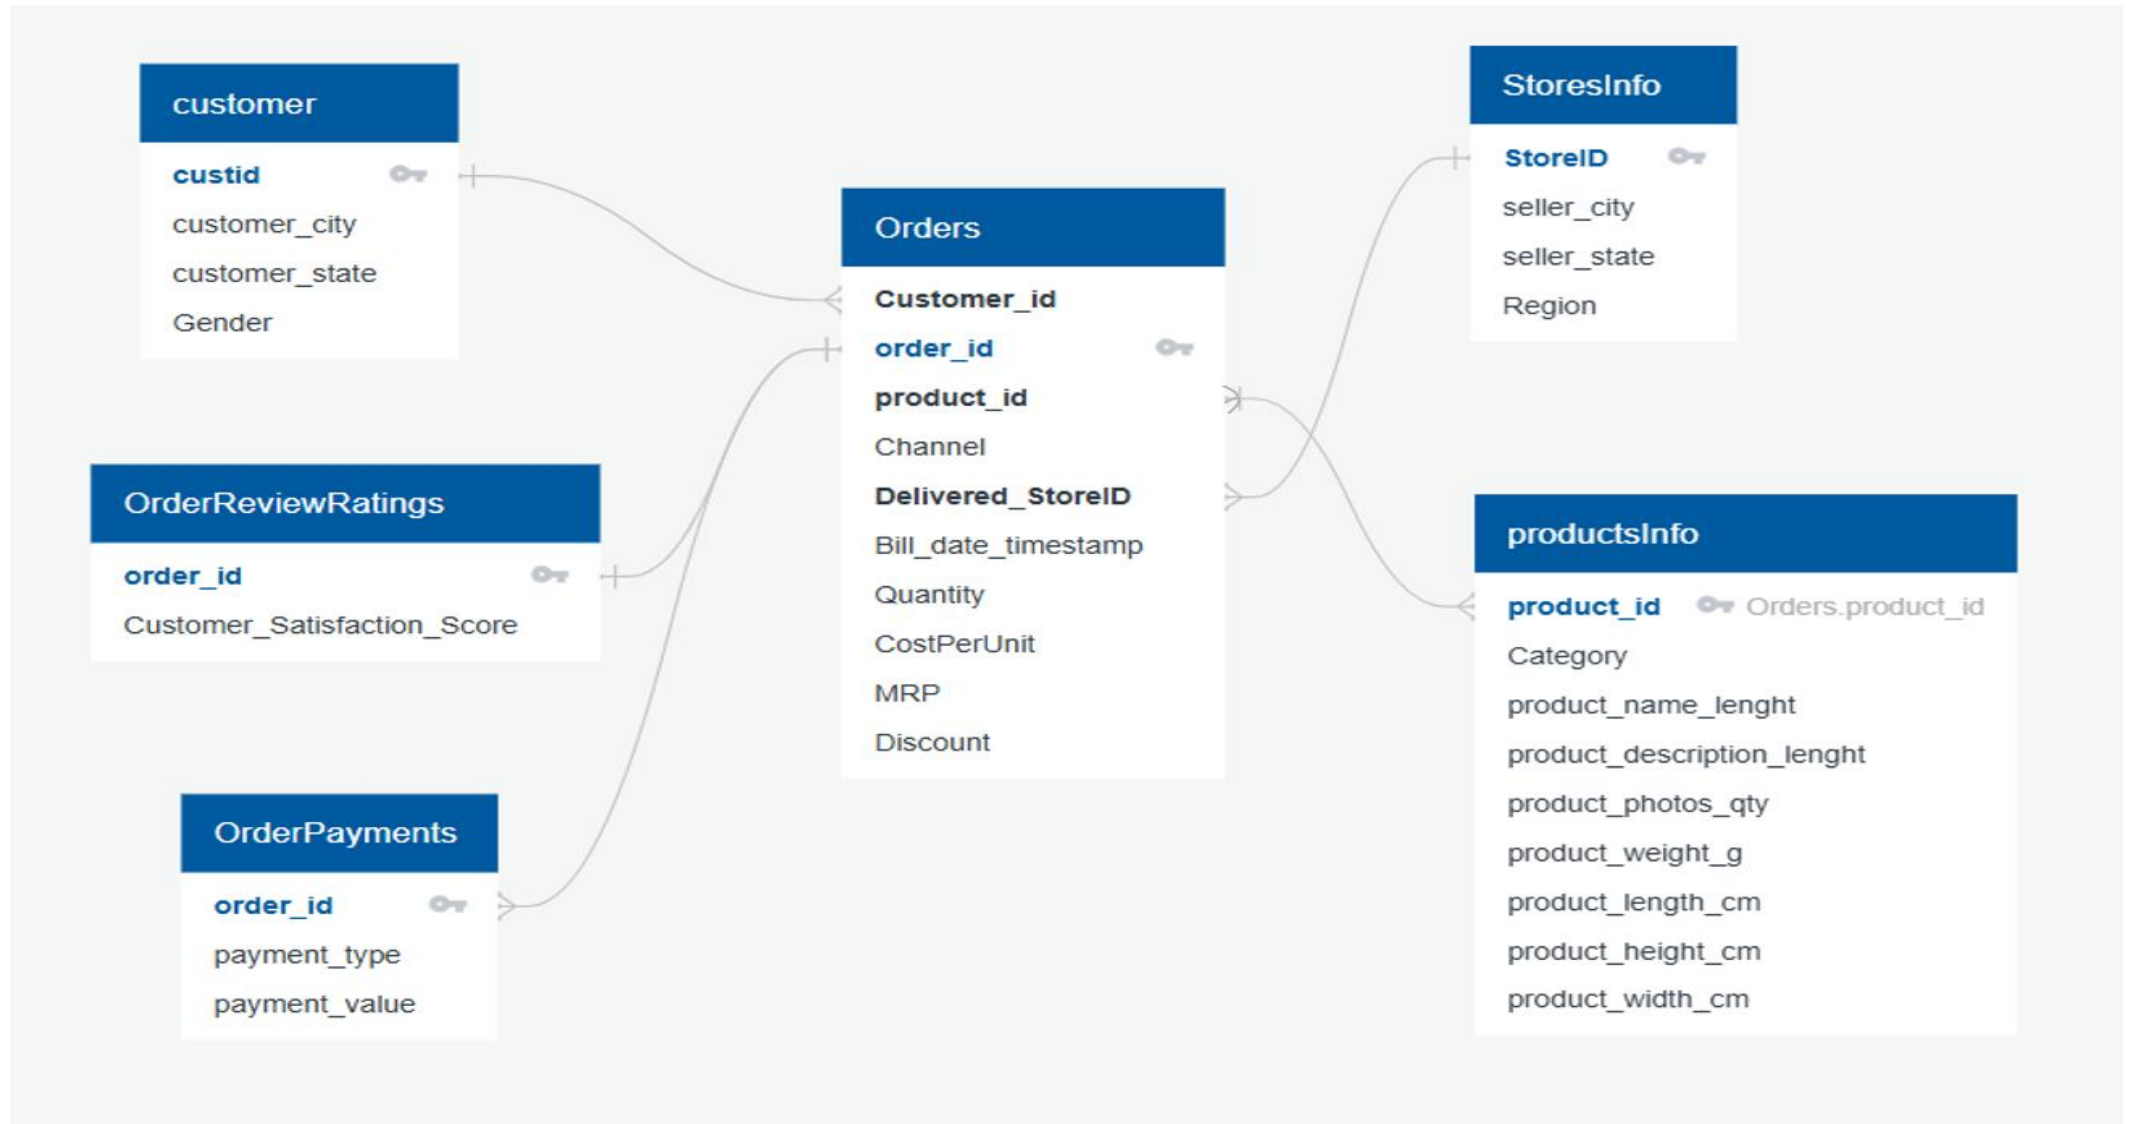 customer
custid
customer_city
customer_state
Gender
OrderReviewRatings
order_id
Customer_Satisfaction_Score
OrderPayments
order_id
payment_type
payment_value
Orders
Customer_id
order_id
product_id
Channel
Delivered_StoreID
Bill_date_timestamp
Quantity
CostPerUnit
MRP
Discount
StoresInfo
StoreID
seller_city
seller_state
Region
productsInfo
product_id Orders.product_id
Category
product_name_lenght
product_description_lenght
product_photos_qty
product_weight_g
product_length_cm
product_height_cm
product_width_cm